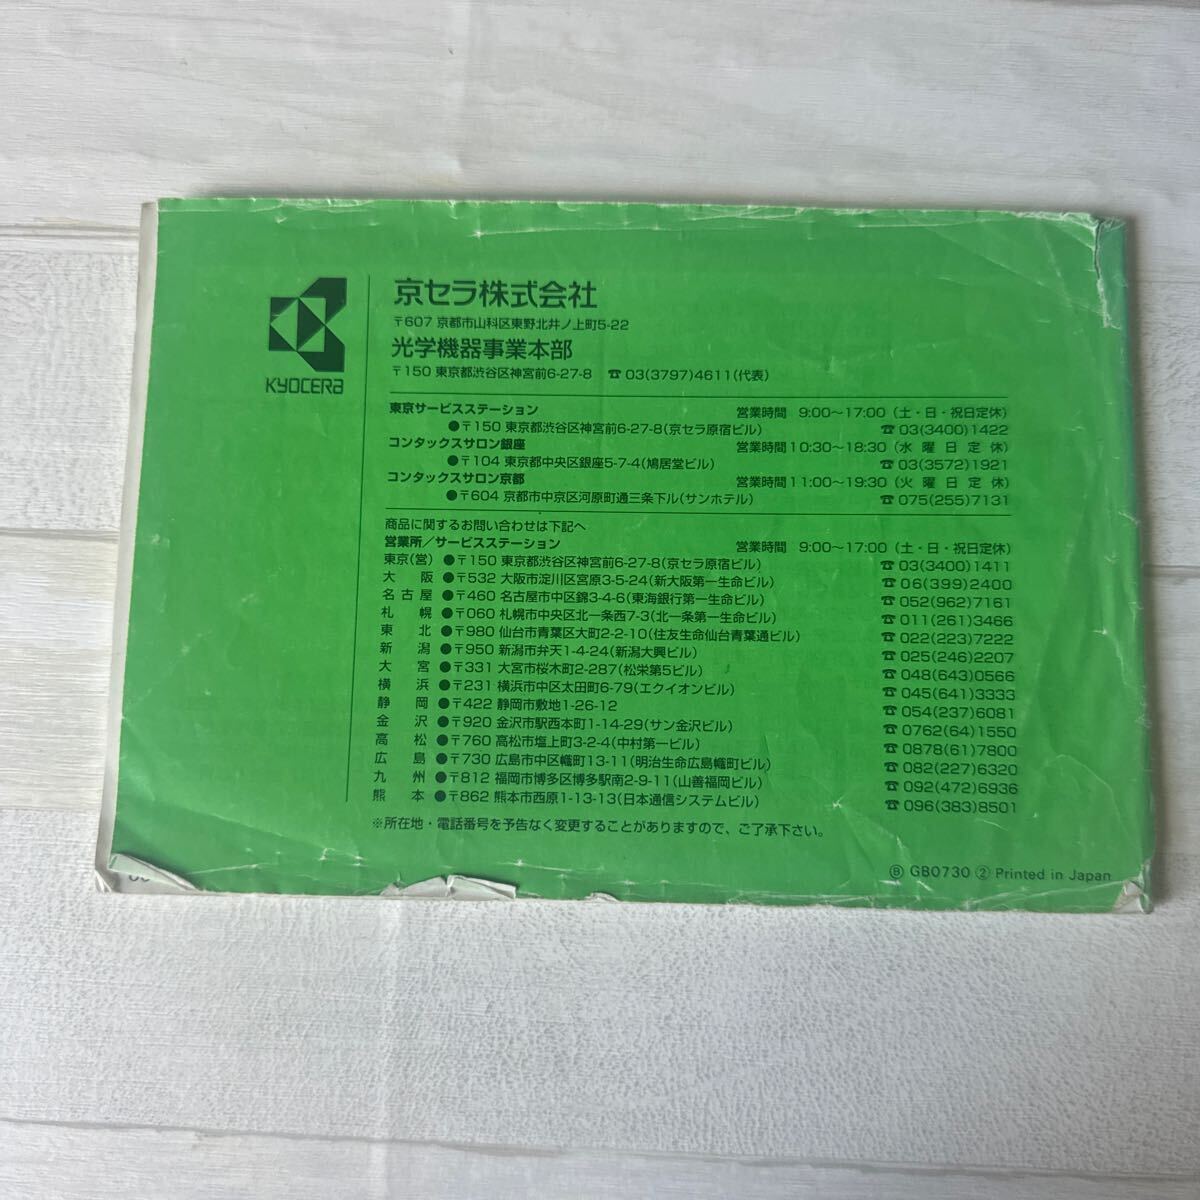 KYOCERA
京セラ株式会社
〒607 京都市山科区東野北井ノ上町5-22
光学機器事業本部
〒150 東京都渋谷区神宮前6-27-8 ☎ 03(3797)4611(代表)
東京サービスステーション 営業時間 9:00～17:00 (土・日・祝日定休)
●〒150 東京都渋谷区神宮前6-27-8(京セラ原宿ビル) ☎ 03(3400)1422
コンタックスサロン銀座 営業時間 10:30～18:30 (水曜日定休)
●〒104 東京都中央区銀座5-7-4(鳩居堂ビル) ☎ 03(3572)1921
コンタックスサロン京都 営業時間 11:00～19:30 (火曜日定休)
●〒604 京都市中京区河原町通三条下ル(サンホテル) ☎ 075(255)7131
商品に関するお問い合わせは下記へ
営業所／サービスステーション 営業時間 9:00～17:00 (土・日・祝日定休)
東京(営) ●〒150 東京都渋谷区神宮前6-27-8(京セラ原宿ビル) ☎ 03(3400)1411
大阪 ●〒532 大阪市淀川区宮原3-5-24(新大阪第一生命ビル) ☎ 06(399)2400
名古屋 ●〒460 名古屋市中区錦3-4-6(東海銀行第一生命ビル) ☎ 052(962)7161
札幌 ●〒060 札幌市中央区北一条西7-3(北一条第一生命ビル) ☎ 011(261)3466
東北 ●〒980 仙台市青葉区大町2-2-10(住友生命仙台青葉通ビル) ☎ 022(223)7222
新潟 ●〒950 新潟市弁天1-4-24(新潟大興ビル) ☎ 025(246)2207
大宮 ●〒331 大宮市桜木町2-287(松栄第5ビル) ☎ 048(643)0566
横浜 ●〒231 横浜市中区太田町6-79(エクイオンビル) ☎ 045(641)3333
静岡 ●〒422 静岡市敷地1-26-12 ☎ 054(237)6081
金沢 ●〒920 金沢市駅西本町1-14-29(サン金沢ビル) ☎ 0762(64)1550
高松 ●〒760 高松市塩上町3-2-4(中村第一ビル) ☎ 0878(61)7800
広島 ●〒730 広島市中区幟町13-11(明治生命広島幟町ビル) ☎ 082(227)6320
九州 ●〒812 福岡市博多区博多駅南2-9-11(山善福岡ビル) ☎ 092(472)6936
熊本 ●〒862 熊本市西原1-13-13(日本通信システムビル) ☎ 096(383)8501
※所在地・電話番号を予告なく変更することがありますので、ご了承下さい。
Ⓑ GB0730 ② Printed in Japan